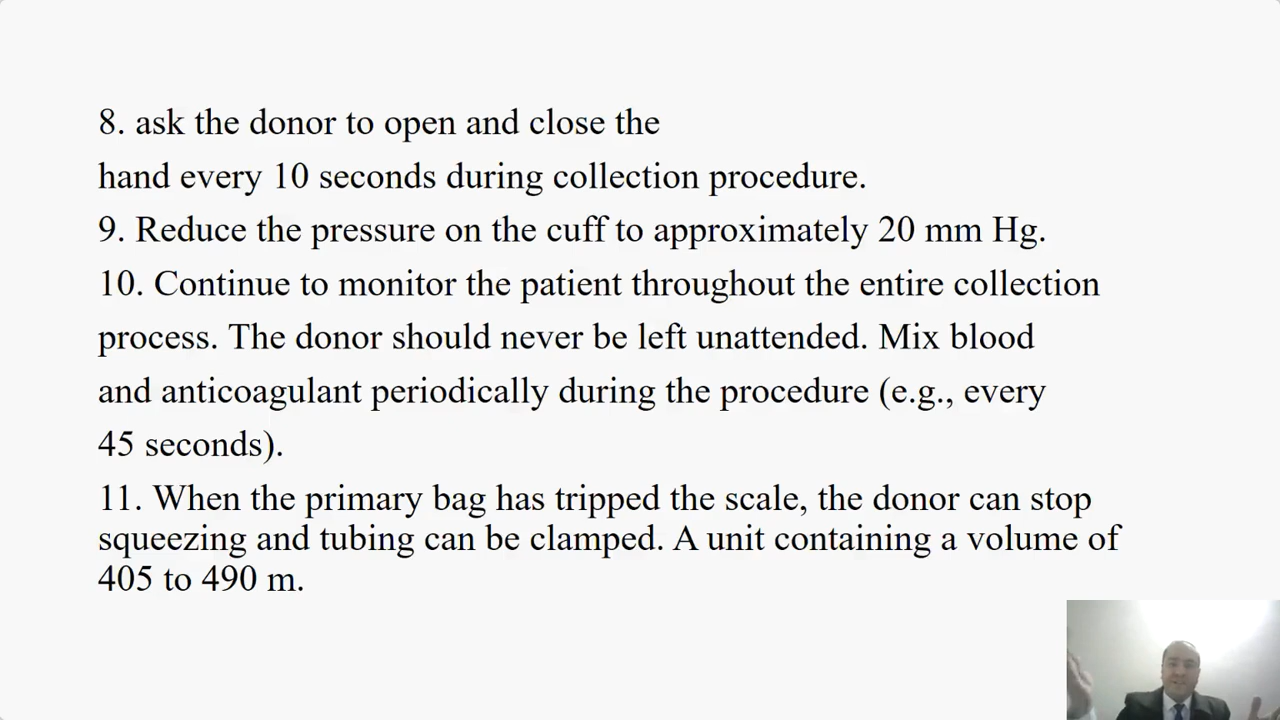 8. ask the donor to open and close the
hand every 10 seconds during collection procedure.
9. Reduce the pressure on the cuff to approximately 20 mm Hg.
10. Continue to monitor the patient throughout the entire collection
process. The donor should never be left unattended. Mix blood
and anticoagulant periodically during the procedure (e.g., every
45 seconds).
11. When the primary bag has tripped the scale, the donor can stop
squeezing and tubing can be clamped. A unit containing a volume of
405 to 490 m.